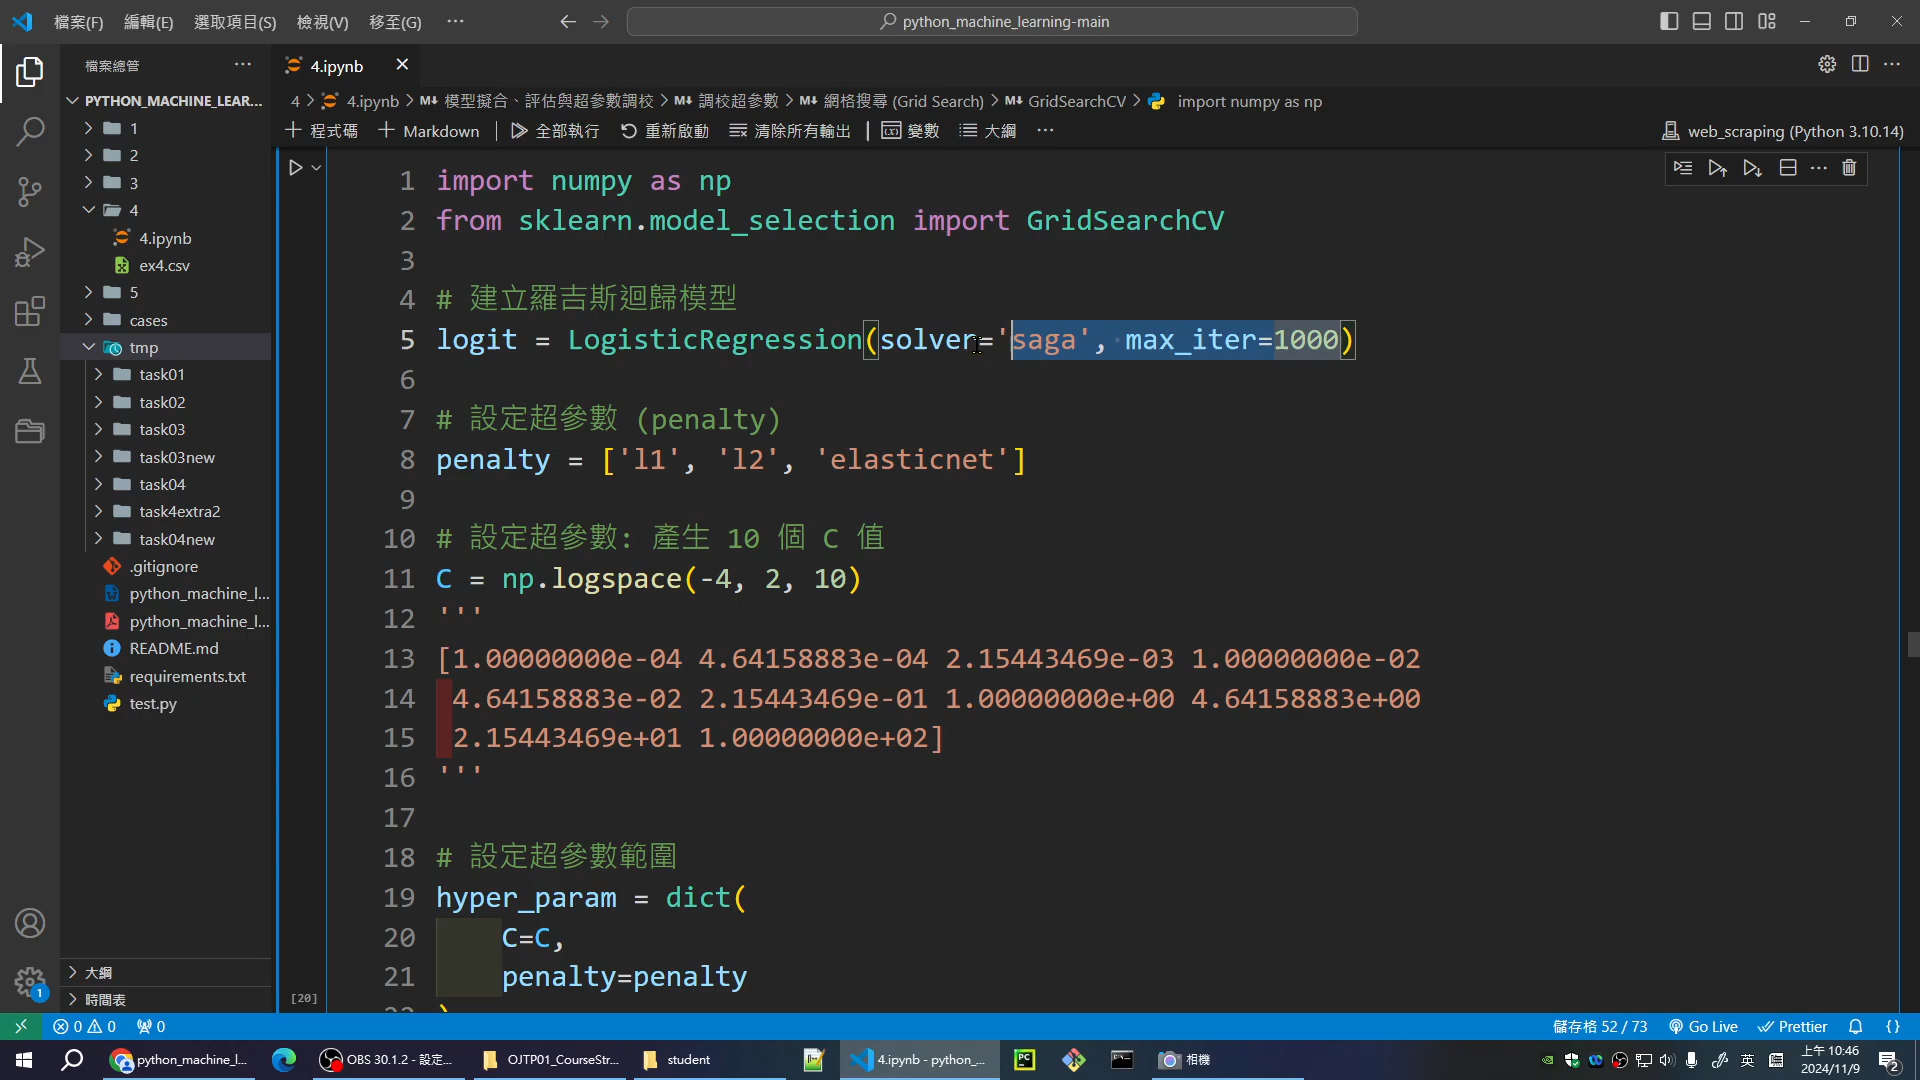 檔案(F) 編輯(E) 選取項目(S) 檢視(V) 移至(G) ··· python_machine_learning-main
檔案總管 ···
4.ipynb
4 > 4.ipynb > M↓ 模型擬合、評估與超參數調校 > M↓ 調校超參數 > M↓ 網格搜尋 (Grid Search) > M↓ GridSearchCV > import numpy as np
+ 程式碼 + Markdown | 全部執行 重新啟動 清除所有輸出 | 變數 大綱 ··· web_scraping (Python 3.10.14)
PYTHON_MACHINE_LEAR...
1
2
3
4
4.ipynb
ex4.csv
5
cases
tmp
task01
task02
task03
task03new
task04
task4extra2
task04new
.gitignore
python_machine_l...
python_machine_l...
README.md
requirements.txt
test.py
大綱
時間表
1 import numpy as np
2 from sklearn.model_selection import GridSearchCV
3
4 # 建立羅吉斯迴歸模型
5 logit = LogisticRegression(solver='saga', max_iter=1000)
6
7 # 設定超參數 (penalty)
8 penalty = ['l1', 'l2', 'elasticnet']
9
10 # 設定超參數: 產生 10 個 C 值
11 C = np.logspace(-4, 2, 10)
12 '''
13 [1.00000000e-04 4.64158883e-04 2.15443469e-03 1.00000000e-02
14  4.64158883e-02 2.15443469e-01 1.00000000e+00 4.64158883e+00
15  2.15443469e+01 1.00000000e+02]
16 '''
17
18 # 設定超參數範圍
19 hyper_param = dict(
20     C=C,
21     penalty=penalty
22 )
[20]
1
0 0 0 儲存格 52 / 73 Go Live Prettier {}
python_machine_l... OBS 30.1.2 - 設定... OJTP01_CourseStr... student 4.ipynb - python_... PC 相機 英 上午 10:46
2024/11/9
2